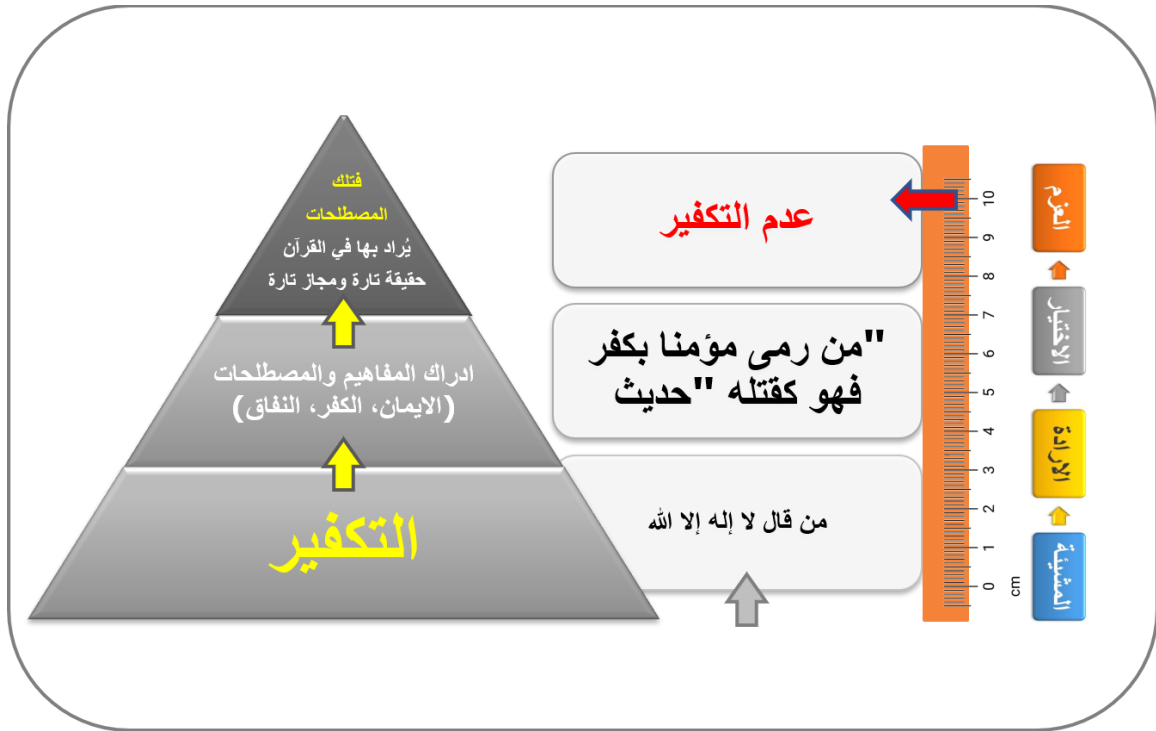 فتلك
المصطلحات
يُراد بها في القرآن
حقيقة تارة ومجاز تارة
ادراك المفاهيم والمصطلحات
(الايمان، الكفر، النفاق)
التكفير
عدم التكفير
"من رمى مؤمنا بكفر
فهو كقتله "حديث
من قال لا إله إلا الله
10
9
8
7
6
5
4
3
2
1
0
cm
العزم
الاختيار
الارادة
المشيئة